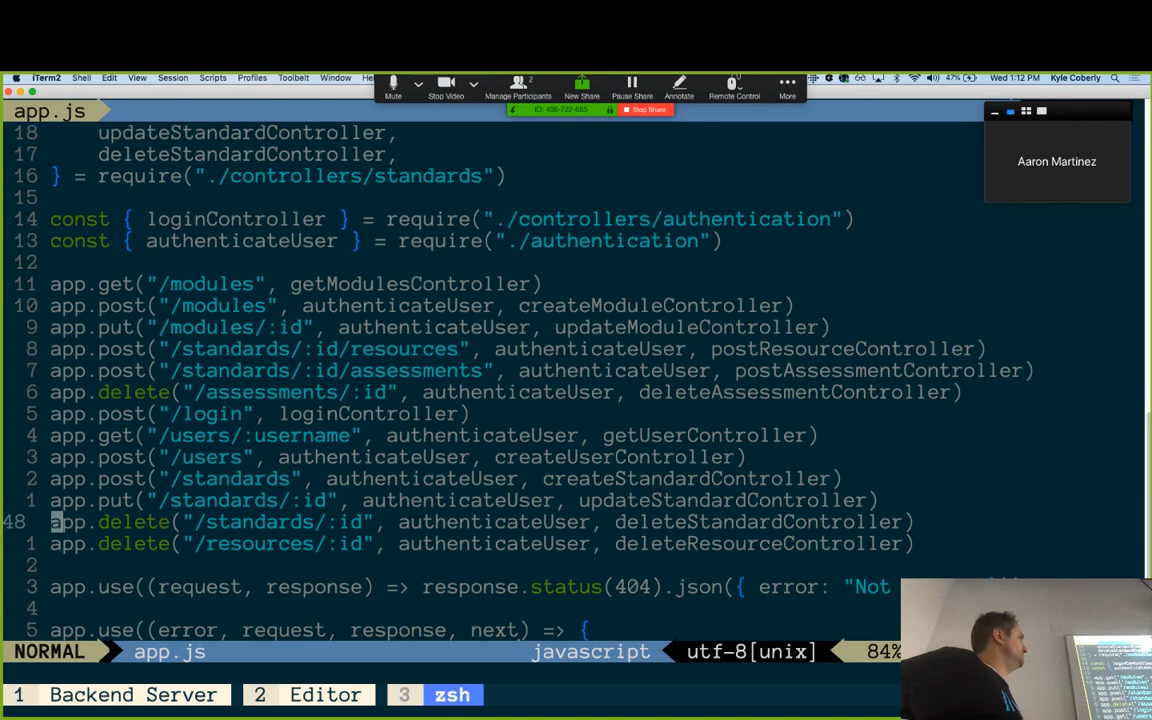 iTerm2 Shell Edit View Session Scripts Profiles Toolbelt Window He
47% Wed 1:12 PM Kyle Coberly
Mute Stop Video Manage Participants 2 New Share Pause Share Annotate Remote Control More
ID: 408-722-685 Stop Share
app.js
Aaron Martinez
18 updateStandardController,
17 deleteStandardController,
16 } = require("./controllers/standards")
15
14 const { loginController } = require("./controllers/authentication")
13 const { authenticateUser } = require("./authentication")
12
11 app.get("/modules", getModulesController)
10 app.post("/modules", authenticateUser, createModuleController)
9 app.put("/modules/:id", authenticateUser, updateModuleController)
8 app.post("/standards/:id/resources", authenticateUser, postResourceController)
7 app.post("/standards/:id/assessments", authenticateUser, postAssessmentController)
6 app.delete("/assessments/:id", authenticateUser, deleteAssessmentController)
5 app.post("/login", loginController)
4 app.get("/users/:username", authenticateUser, getUserController)
3 app.post("/users", authenticateUser, createUserController)
2 app.post("/standards", authenticateUser, createStandardController)
1 app.put("/standards/:id", authenticateUser, updateStandardController)
48 app.delete("/standards/:id", authenticateUser, deleteStandardController)
1 app.delete("/resources/:id", authenticateUser, deleteResourceController)
2
3 app.use((request, response) => response.status(404).json({ error: "Not
4
5 app.use((error, request, response, next) => {
NORMAL app.js javascript utf-8[unix] 84%
1 Backend Server 2 Editor 3 zsh